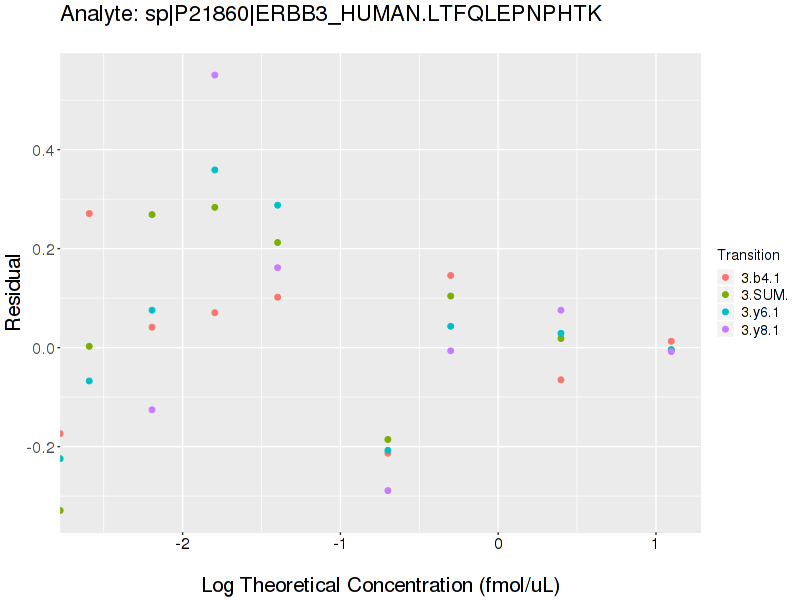 Analyte: sp|P21860|ERBB3_HUMAN.LTFQLEPNPHTK
0.4
0.2
0.0
-0.2
Residual
-2
-1
0
1
Log Theoretical Concentration (fmol/uL)
Transition
3.b4.1
3.SUM.
3.y6.1
3.y8.1